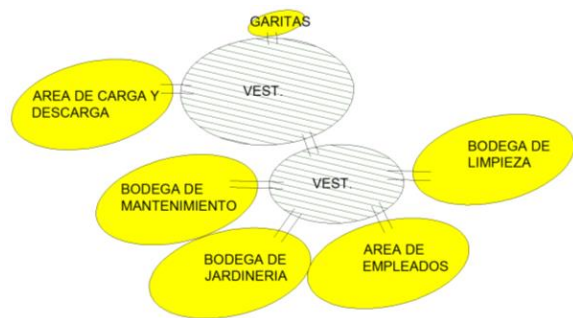 GARITAS
VEST.
AREA DE CARGA Y
DESCARGA
BODEGA DE
LIMPIEZA
VEST.
BODEGA DE
MANTENIMIENTO
BODEGA DE
JARDINERIA
AREA DE
EMPLEADOS